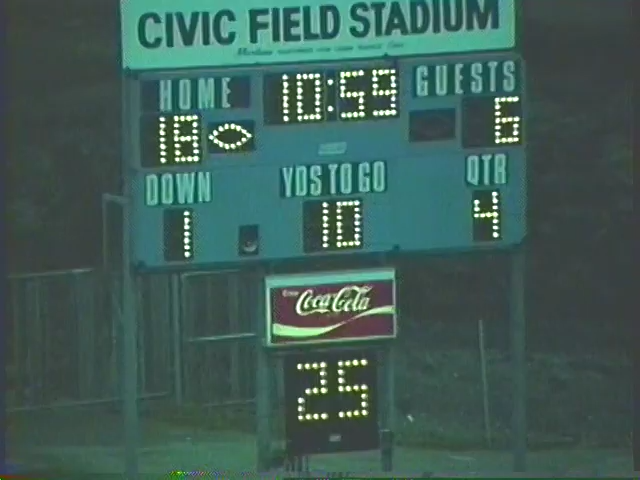 CIVIC FIELD STADIUM
HOME 10:59 GUESTS
18 6
DOWN YDS TO GO QTR
1 10 4
Enjoy
Coca-Cola
25